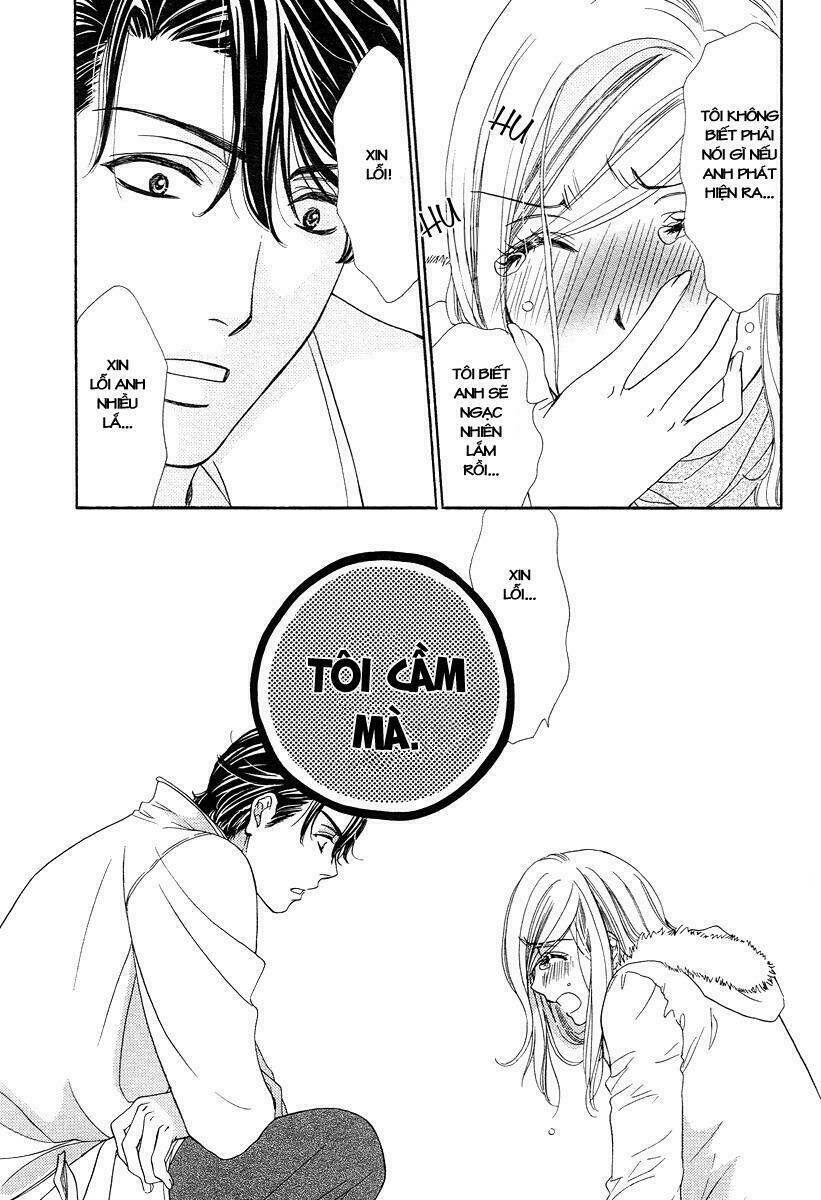 TÔI KHÔNG
BIẾT PHẢI
NÓI GÌ NẾU
ANH PHÁT
HIỆN RA...
HU
HU
TÔI BIẾT
ANH SẼ
NGẠC
NHIÊN
LẮM
RỒI...
XIN
LỖI!
XIN
LỖI ANH
NHIỀU
LẮ...
XIN
LỖI...
TÔI CẦM
MÀ.